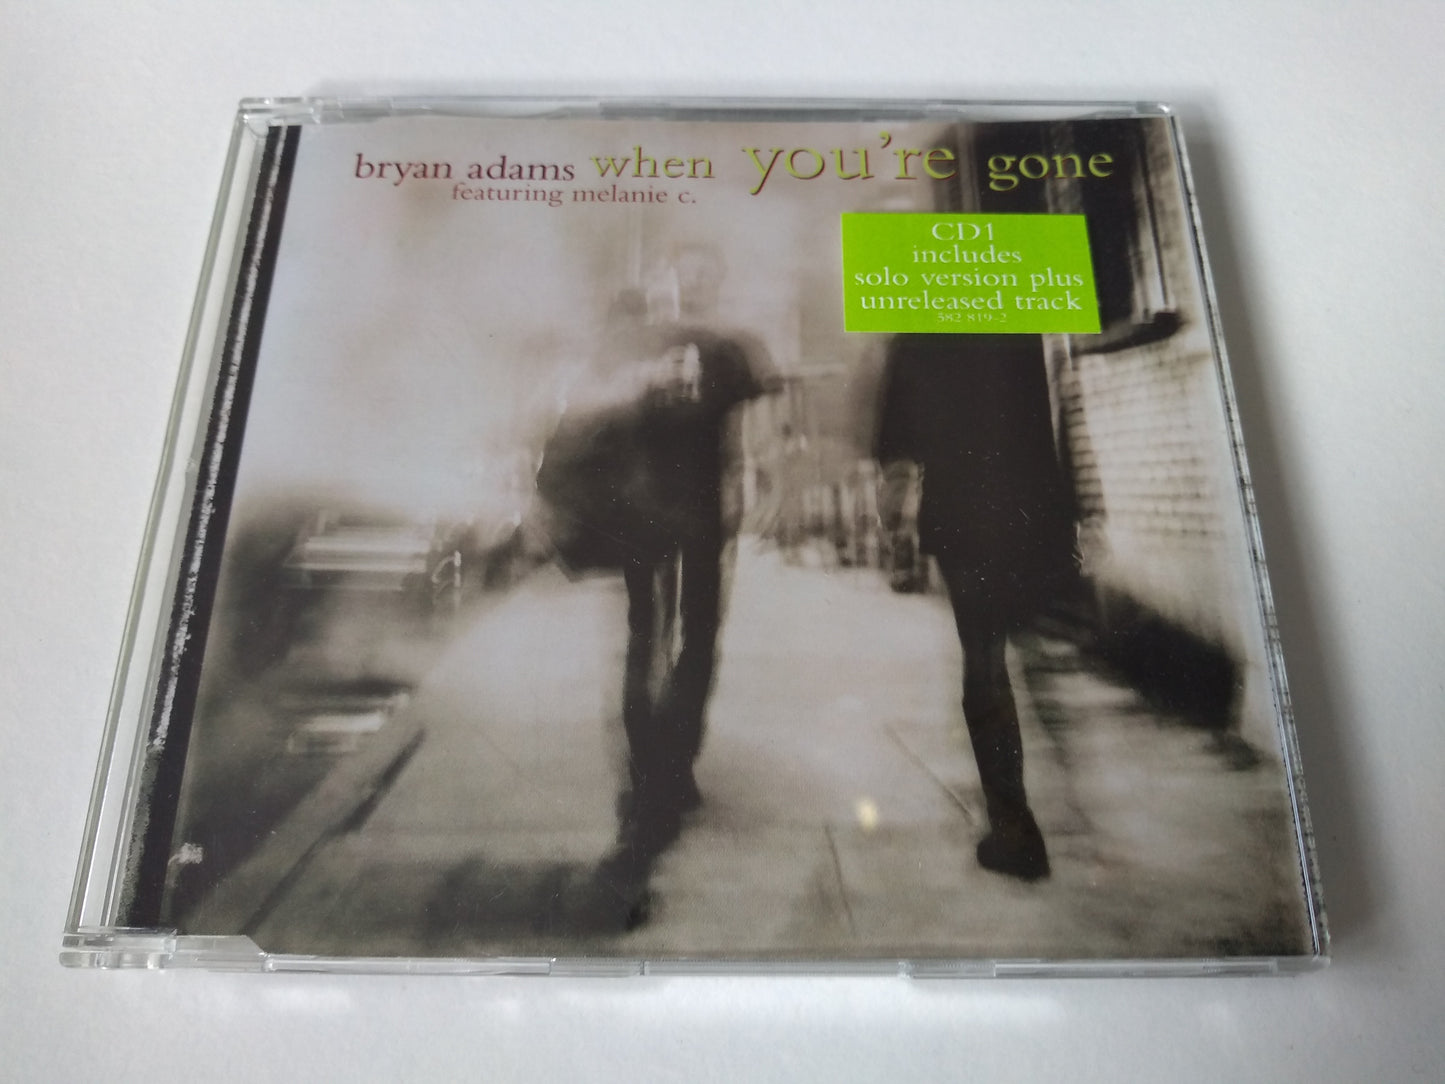 bryan adams when you're gone
featuring melanie c.
CD1
includes
solo version plus
unreleased track
582 819-2